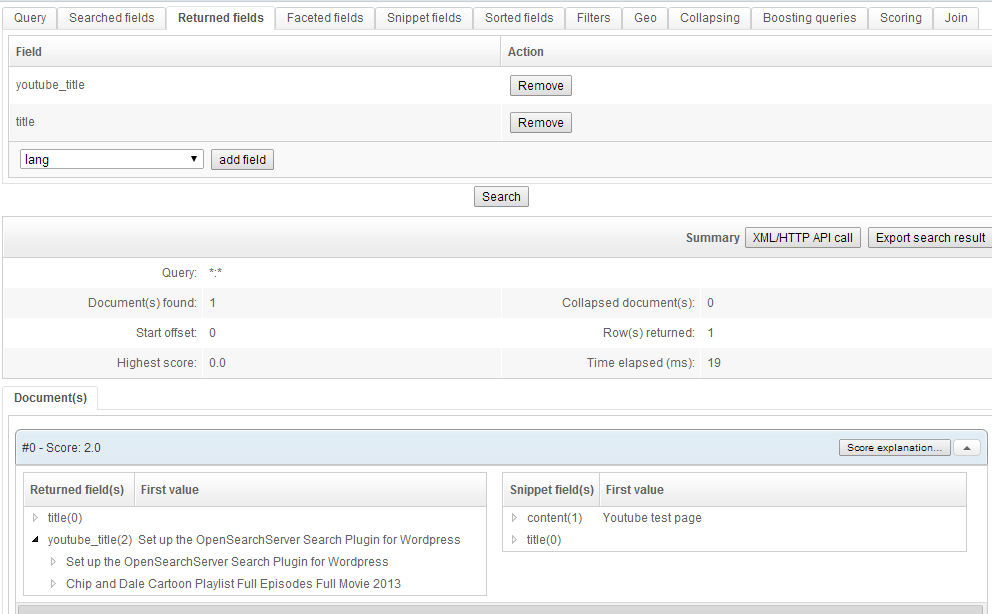 Query Searched fields Returned fields Faceted fields Snippet fields Sorted fields Filters Geo Collapsing Boosting queries Scoring Join
Field Action
youtube_title Remove
title Remove
lang add field
Search
Summary XML/HTTP API call Export search result
Query: *:*
Document(s) found: 1 Collapsed document(s): 0
Start offset: 0 Row(s) returned: 1
Highest score: 0.0 Time elapsed (ms): 19
Document(s)
#0 - Score: 2.0 Score explanation...
Returned field(s) First value Snippet field(s) First value
title(0) content(1) Youtube test page
youtube_title(2) Set up the OpenSearchServer Search Plugin for Wordpress title(0)
Set up the OpenSearchServer Search Plugin for Wordpress
Chip and Dale Cartoon Playlist Full Episodes Full Movie 2013